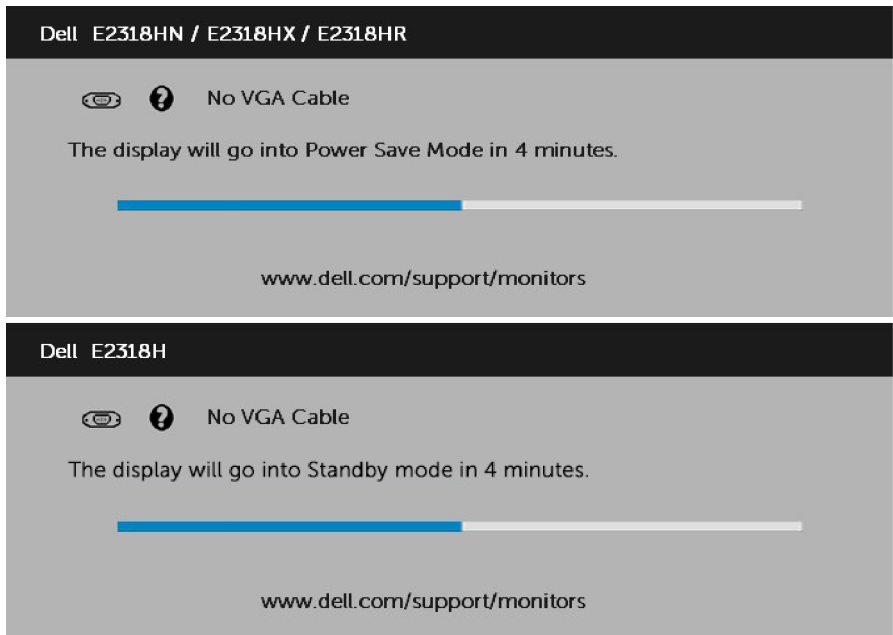 Dell E2318HN / E2318HX / E2318HR
No VGA Cable
The display will go into Power Save Mode in 4 minutes.
www.dell.com/support/monitors
Dell E2318H
No VGA Cable
The display will go into Standby mode in 4 minutes.
www.dell.com/support/monitors